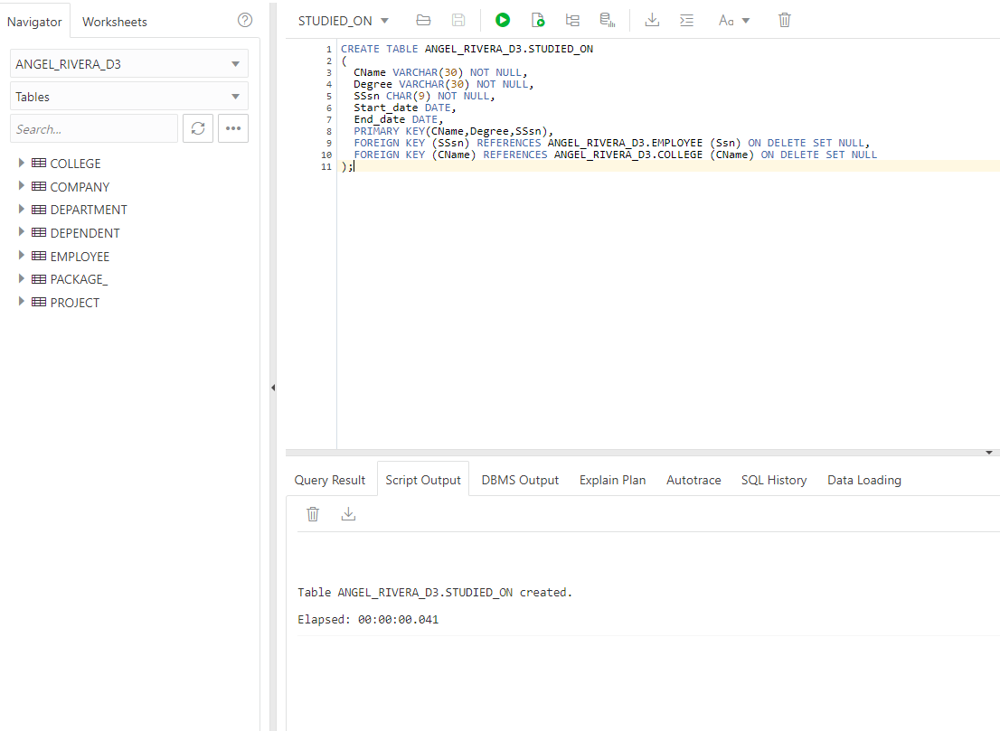 Navigator
Worksheets
ANGEL_RIVERA_D3
Tables
Search...
COLLEGE
COMPANY
DEPARTMENT
DEPENDENT
EMPLOYEE
PACKAGE_
PROJECT
STUDIED_ON
Aa
1 CREATE TABLE ANGEL_RIVERA_D3.STUDIED_ON
2 (
3 CName VARCHAR(30) NOT NULL,
4 Degree VARCHAR(30) NOT NULL,
5 SSsn CHAR(9) NOT NULL,
6 Start_date DATE,
7 End_date DATE,
8 PRIMARY KEY(CName,Degree,SSsn),
9 FOREIGN KEY (SSsn) REFERENCES ANGEL_RIVERA_D3.EMPLOYEE (Ssn) ON DELETE SET NULL,
10 FOREIGN KEY (CName) REFERENCES ANGEL_RIVERA_D3.COLLEGE (CName) ON DELETE SET NULL
11 );
Query Result Script Output DBMS Output Explain Plan Autotrace SQL History Data Loading
Table ANGEL_RIVERA_D3.STUDIED_ON created.
Elapsed: 00:00:00.041